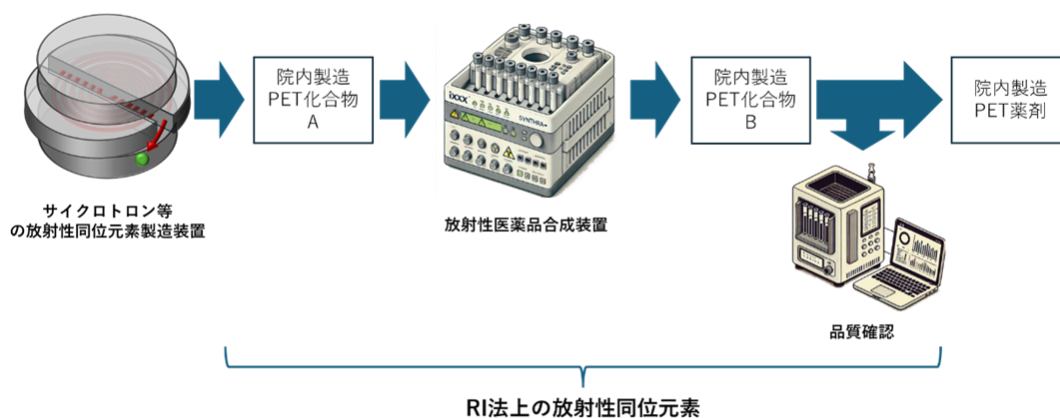 サイクロトロン等
の放射性同位元素製造装置
院内製造
PET化合物
A
放射性医薬品合成装置
院内製造
PET化合物
B
品質確認
院内製造
PET薬剤
RI法上の放射性同位元素